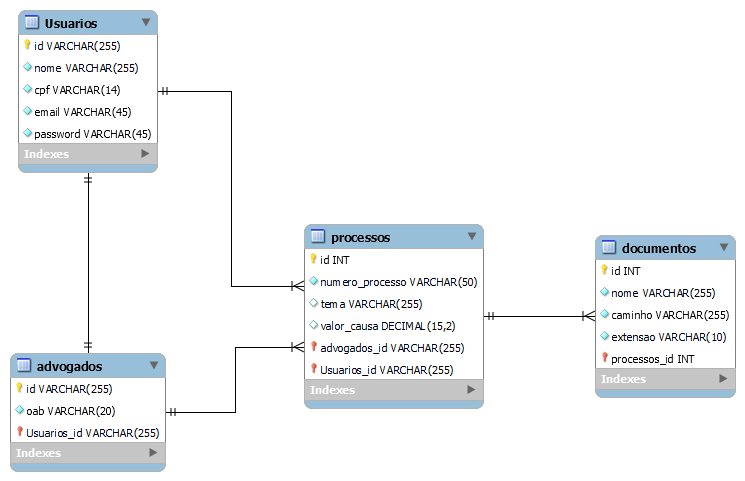 Usuarios
id VARCHAR(255)
nome VARCHAR(255)
cpf VARCHAR(14)
email VARCHAR(45)
password VARCHAR(45)
Indexes
advogados
id VARCHAR(255)
oab VARCHAR(20)
Usuarios_id VARCHAR(255)
Indexes
processos
id INT
numero_processo VARCHAR(50)
tema VARCHAR(255)
valor_causa DECIMAL(15,2)
advogados_id VARCHAR(255)
Usuarios_id VARCHAR(255)
Indexes
documentos
id INT
nome VARCHAR(255)
caminho VARCHAR(255)
extensao VARCHAR(10)
processos_id INT
Indexes